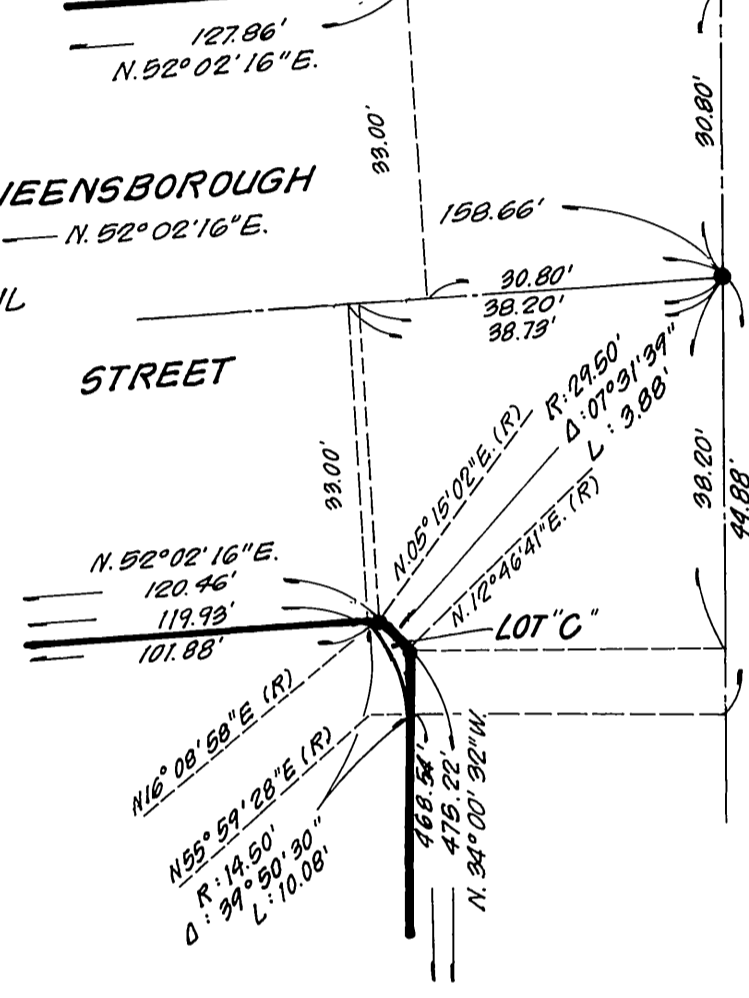 127.86'
N.52°02'16"E.
33.00'
30.80'
UEENSBOROUGH
N. 52°02'16"E.
158.66'
30.80'
38.20'
38.73'
STREET
R:29.50'
Δ:07°31'39"
L : 3.88'
33.00'
N.05°15'02"E.(R)
N.12°46'41"E.(R)
38.20'
44.88'
N.52°02'16"E.
120.46'
119.93'
101.88'
LOT "C"
N16°08'58"E (R)
N55°59'28"E (R)
R:14.50'
Δ:39°50'30"
L:10.08'
468.54'
475.22'
N.34°00'32"W.